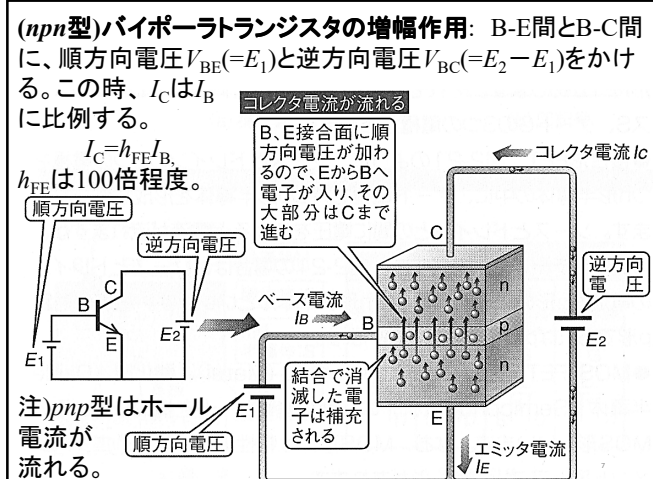 (npn型)バイポーラトランジスタの増幅作用: B-E間とB-C間
に、順方向電圧VBE(=E1)と逆方向電圧VBC(=E2－E1)をかけ
る。この時、ICはIB
に比例する。
IC=hFEIB,
hFEは100倍程度。
順方向電圧
逆方向電圧
C
B
E
E1
E2
注)pnp型はホール
電流が
流れる。
コレクタ電流が流れる
B、E接合面に順
方向電圧が加わ
るので、EからBへ
電子が入り、その
大部分はCまで
進む
コレクタ電流IC
C
n
p
n
ベース電流
IB
B
逆方向
電圧
E2
結合で消
滅した電
子は補充
される
E1
順方向電圧
E
エミッタ電流
IE
7